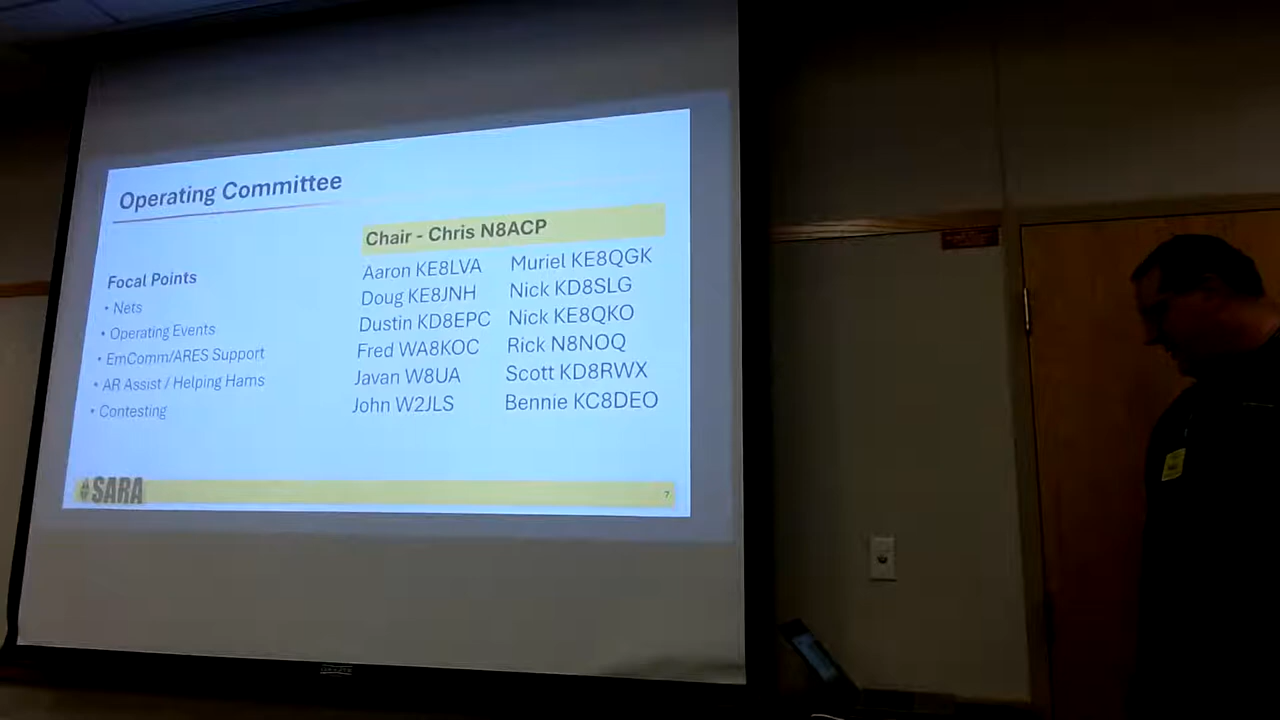 Operating Committee
Chair - Chris N8ACP
Focal Points
• Nets
• Operating Events
• EmComm/ARES Support
• AR Assist / Helping Hams
• Contesting
Aaron KE8LVA
Doug KE8JNH
Dustin KD8EPC
Fred WA8KOC
Javan W8UA
John W2JLS
Muriel KE8QGK
Nick KD8SLG
Nick KE8QKO
Rick N8NOQ
Scott KD8RWX
Bennie KC8DEO
SARA
7